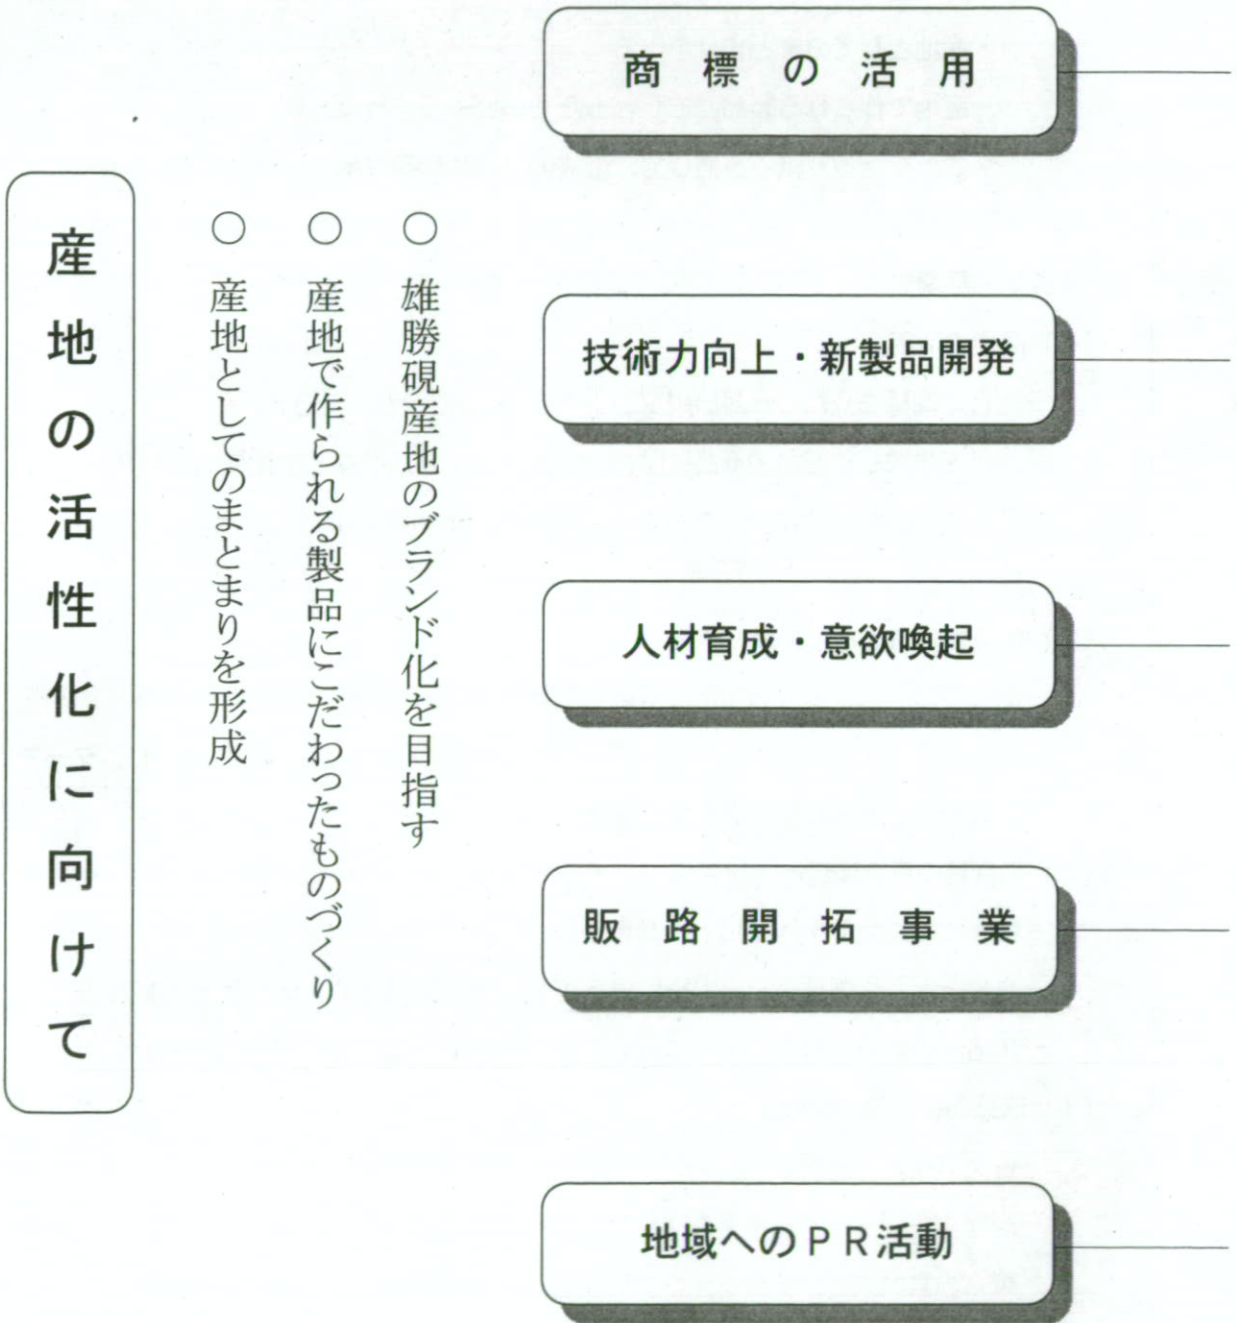 産地の活性化に向けて
○ 雄勝硯産地のブランド化を目指す
○ 産地で作られる製品にこだわったものづくり
○ 産地としてのまとまりを形成
商標の活用
技術力向上・新製品開発
人材育成・意欲喚起
販路開拓事業
地域へのPR活動